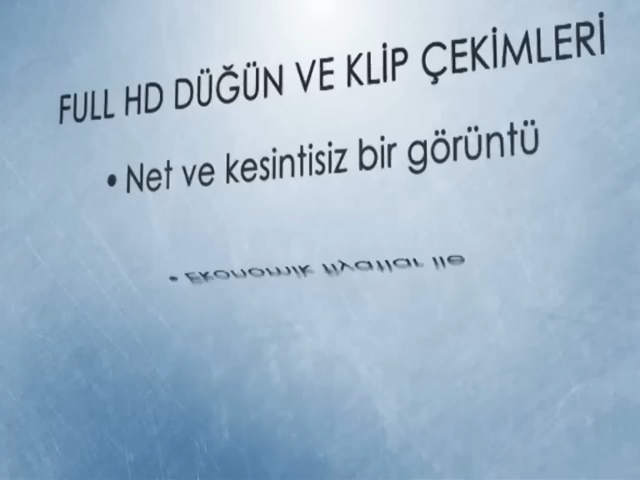 FULL HD DÜĞÜN VE KLİP ÇEKİMLERİ
• Net ve kesintisiz bir görüntü
• Ekonomik fiyatlar ile